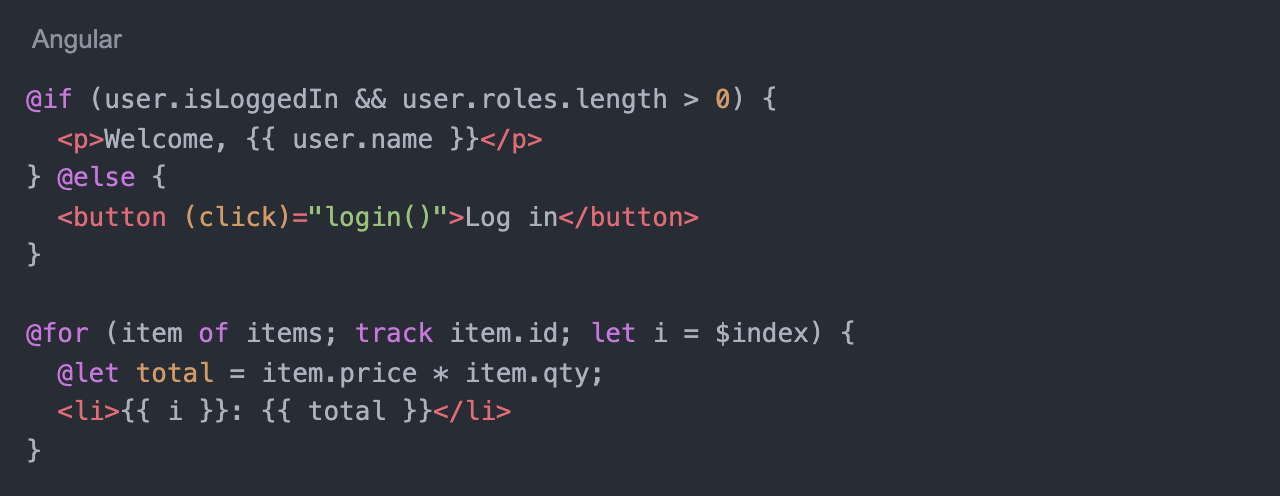 Angular
@if (user.isLoggedIn && user.roles.length > 0) {
  <p>Welcome, {{ user.name }}</p>
} @else {
  <button (click)="login()">Log in</button>
}

@for (item of items; track item.id; let i = $index) {
  @let total = item.price * item.qty;
  <li>{{ i }}: {{ total }}</li>
}